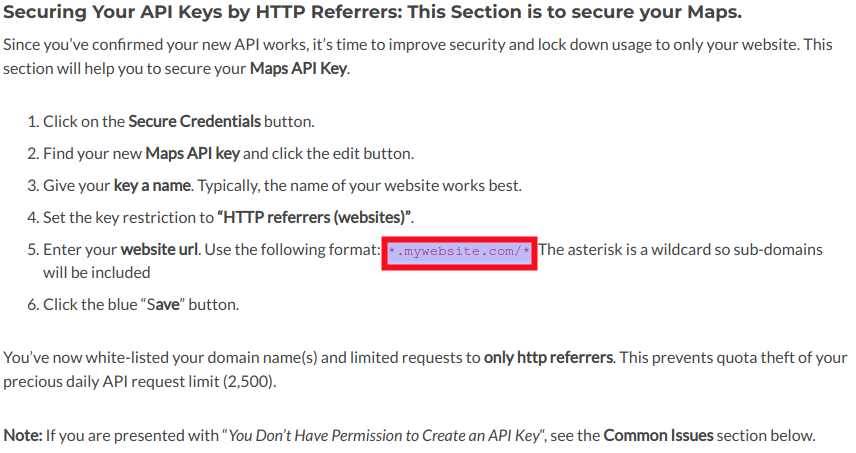 Securing Your API Keys by HTTP Referrers: This Section is to secure your Maps.
Since you’ve confirmed your new API works, it’s time to improve security and lock down usage to only your website. This
section will help you to secure your Maps API Key.
1. Click on the Secure Credentials button.
2. Find your new Maps API key and click the edit button.
3. Give your key a name. Typically, the name of your website works best.
4. Set the key restriction to “HTTP referrers (websites)”.
5. Enter your website url. Use the following format: *.mywebsite.com/* The asterisk is a wildcard so sub-domains
will be included
6. Click the blue “Save” button.
You’ve now white-listed your domain name(s) and limited requests to only http referrers. This prevents quota theft of your
precious daily API request limit (2,500).
Note: If you are presented with “You Don’t Have Permission to Create an API Key“, see the Common Issues section below.